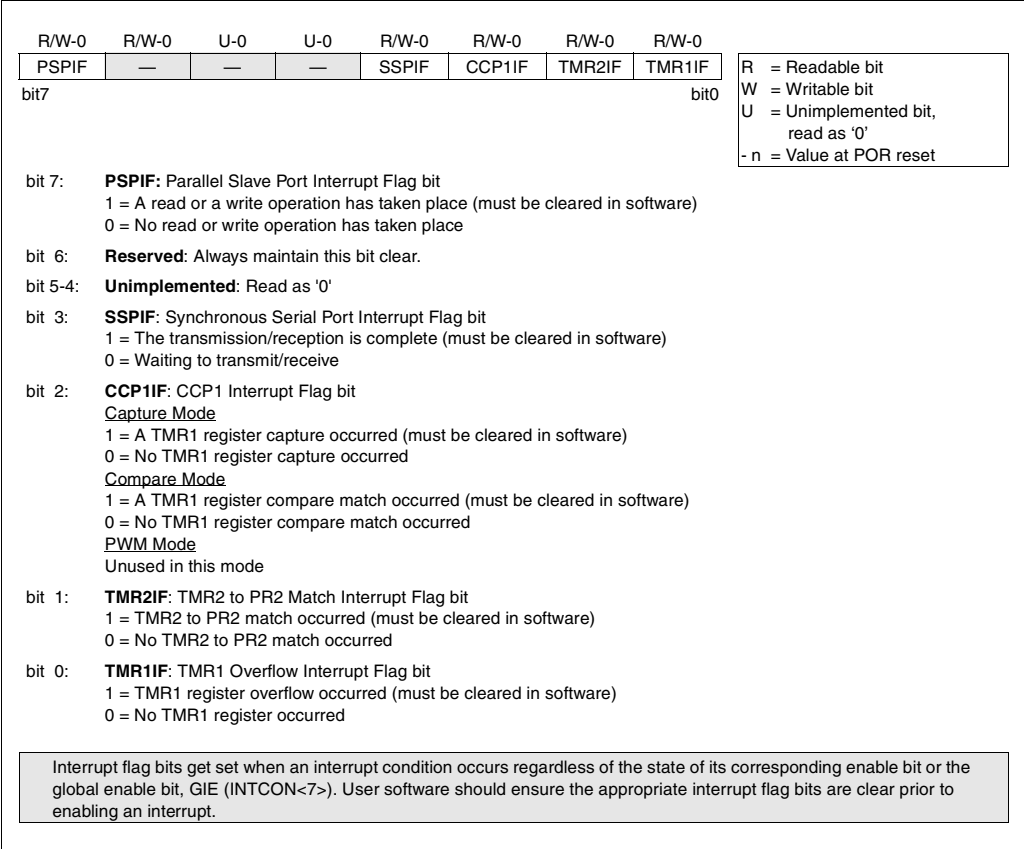 R/W-0 R/W-0 U-0 U-0 R/W-0 R/W-0 R/W-0 R/W-0
PSPIF — — — SSPIF CCP1IF TMR2IF TMR1IF
bit7 bit0
R = Readable bit
W = Writable bit
U = Unimplemented bit,
read as ‘0’
- n = Value at POR reset
bit 7: PSPIF: Parallel Slave Port Interrupt Flag bit
1 = A read or a write operation has taken place (must be cleared in software)
0 = No read or write operation has taken place
bit 6: Reserved: Always maintain this bit clear.
bit 5-4: Unimplemented: Read as '0'
bit 3: SSPIF: Synchronous Serial Port Interrupt Flag bit
1 = The transmission/reception is complete (must be cleared in software)
0 = Waiting to transmit/receive
bit 2: CCP1IF: CCP1 Interrupt Flag bit
Capture Mode
1 = A TMR1 register capture occurred (must be cleared in software)
0 = No TMR1 register capture occurred
Compare Mode
1 = A TMR1 register compare match occurred (must be cleared in software)
0 = No TMR1 register compare match occurred
PWM Mode
Unused in this mode
bit 1: TMR2IF: TMR2 to PR2 Match Interrupt Flag bit
1 = TMR2 to PR2 match occurred (must be cleared in software)
0 = No TMR2 to PR2 match occurred
bit 0: TMR1IF: TMR1 Overflow Interrupt Flag bit
1 = TMR1 register overflow occurred (must be cleared in software)
0 = No TMR1 register occurred
Interrupt flag bits get set when an interrupt condition occurs regardless of the state of its corresponding enable bit or the
global enable bit, GIE (INTCON<7>). User software should ensure the appropriate interrupt flag bits are clear prior to
enabling an interrupt.